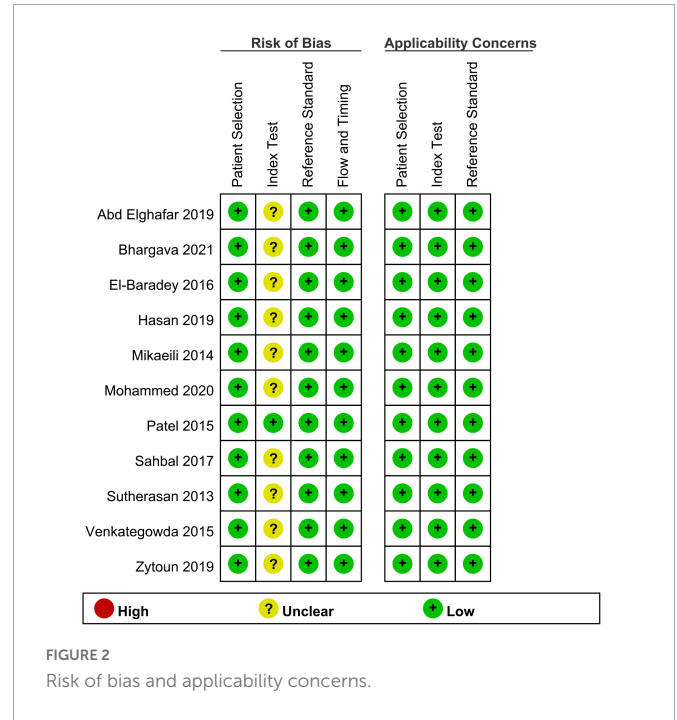 Risk of Bias Applicability Concerns
Patient Selection
Index Test
Reference Standard
Flow and Timing
Patient Selection
Index Test
Reference Standard
Abd Elghafar 2019 + ? + + + + +
Bhargava 2021 + ? + + + + +
El-Baradey 2016 + ? + + + + +
Hasan 2019 + ? + + + + +
Mikaeili 2014 + ? + + + + +
Mohammed 2020 + ? + + + + +
Patel 2015 + + + + + + +
Sahbal 2017 + ? + + + + +
Sutherasan 2013 + ? + + + + +
Venkategowda 2015 + ? + + + + +
Zytoun 2019 + ? + + + + +
High ? Unclear + Low
FIGURE 2
Risk of bias and applicability concerns.